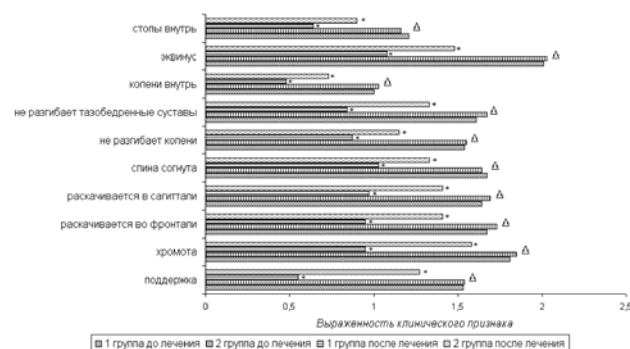 стопы внутрь
эквинус
колени внутрь
не разгибает тазобедренные суставы
не разгибает колени
спина согнута
раскачивается в сагиттали
раскачивается во фронтали
хромота
поддержка
0 0,5 1 1,5 2 2,5
Выраженность клинического признака
1 группа до лечения 2 группа до лечения 1 группа после лечения 2 группа после лечения